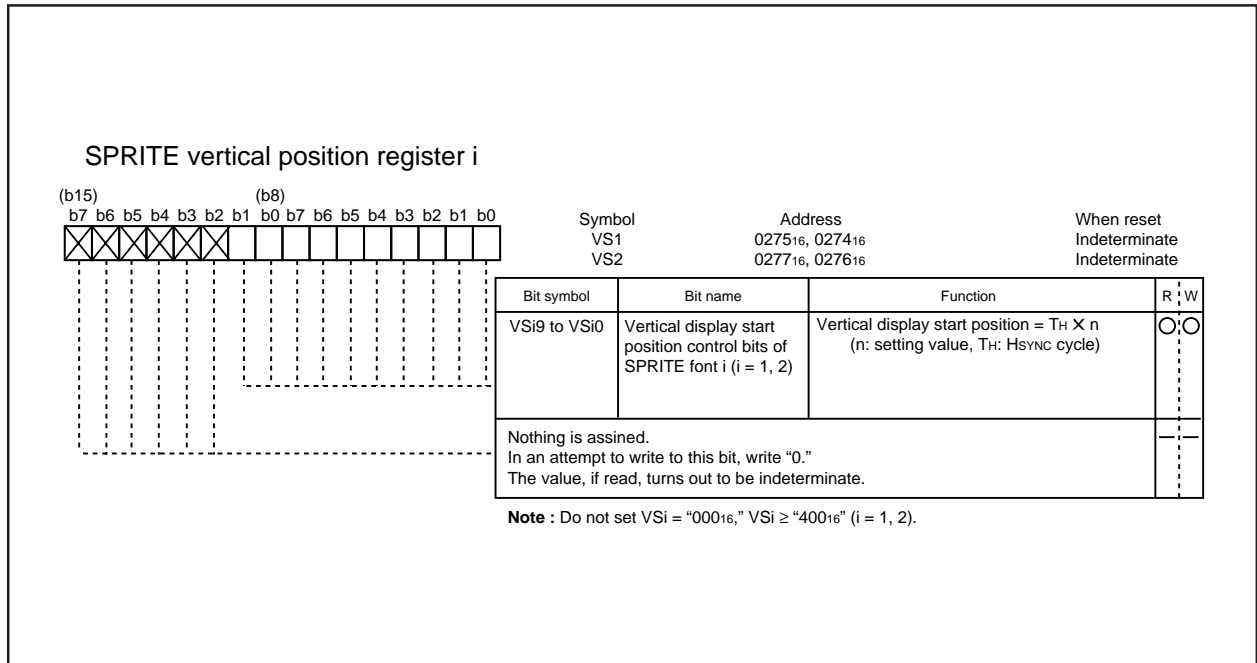 SPRITE vertical position register i
(b15) (b8)
b7 b6 b5 b4 b3 b2 b1 b0 b7 b6 b5 b4 b3 b2 b1 b0
Symbol Address When reset
VS1 027516, 027416 Indeterminate
VS2 027716, 027616 Indeterminate
Bit symbol Bit name Function R W
VSi9 to VSi0 Vertical display start Vertical display start position = TH X n
position control bits of (n: setting value, TH: HSYNC cycle)
SPRITE font i (i = 1, 2)
Nothing is assined.
In an attempt to write to this bit, write “0.”
The value, if read, turns out to be indeterminate.
Note : Do not set VSi = “00016,” VSi ≥ “40016” (i = 1, 2).